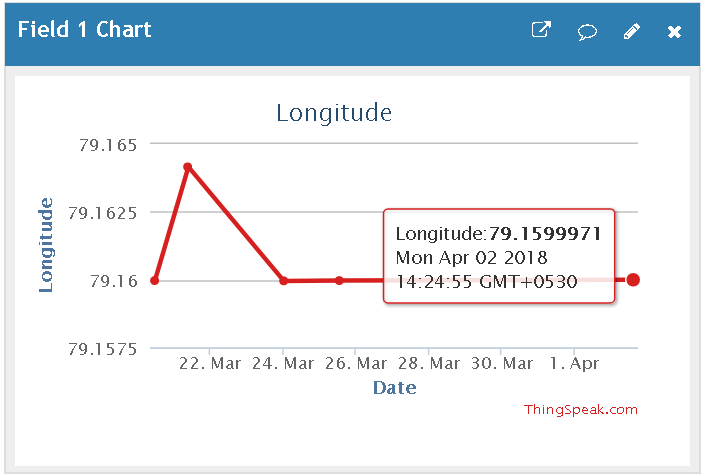 Field 1 Chart
Longitude
79.165
79.1625
79.16
79.1575
Longitude
Longitude:79.1599971
Mon Apr 02 2018
14:24:55 GMT+0530
22. Mar 24. Mar 26. Mar 28. Mar 30. Mar 1. Apr
Date
ThingSpeak.com